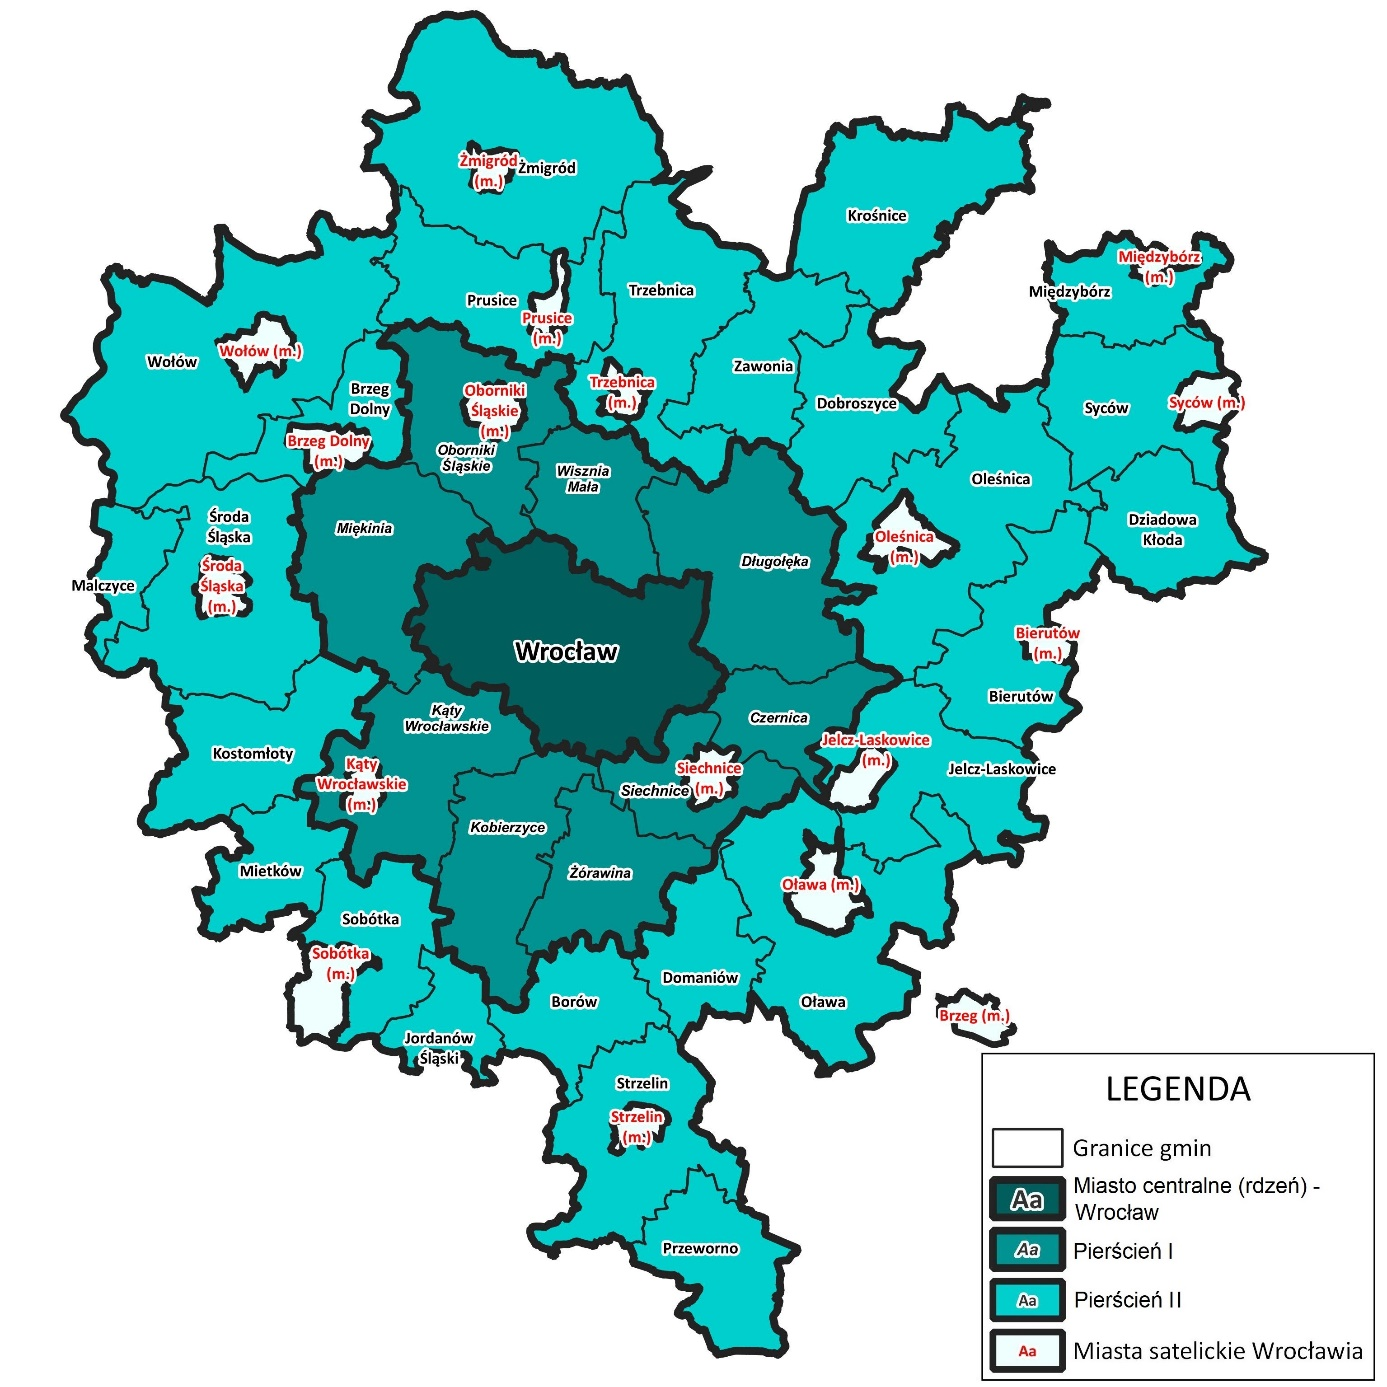 Żmigród
(m.)
Żmigród
Krośnice
Międzybórz
(m.)
Międzybórz
Trzebnica
Prusice
Prusice
(m.)
Wołów (m.)
Wołów
Zawonia
Brzeg
Dolny
Trzebnica
(m.)
Oborniki
Śląskie
(m.)
Dobroszyce
Syców
Syców (m.)
Brzeg Dolny
(m.)
Oborniki
Śląskie
Wisznia
Mała
Oleśnica
Środa
Śląska
Miękinia
Dziadowa
Kłoda
Oleśnica
(m.)
Długołęka
Środa
Śląska
(m.)
Malczyce
Wrocław
Bierutów
(m.)
Bierutów
Kąty
Wrocławskie
Czernica
Kostomłoty
Jelcz-Laskowice
(m.)
Jelcz-Laskowice
Kąty
Wrocławskie
(m.)
Siechnice
(m.)
Siechnice
Kobierzyce
Mietków
Żórawina
Oława (m.)
Sobótka
Sobótka
(m.)
Domaniów
Borów
Oława
Brzeg (m.)
Jordanów
Śląski
Strzelin
Strzelin
(m.)
Przeworno
LEGENDA
Granice gmin
Aa
Miasto centralne (rdzeń) -
Wrocław
Aa
Pierścień I
Aa
Pierścień II
Aa
Miasta satelickie Wrocławia